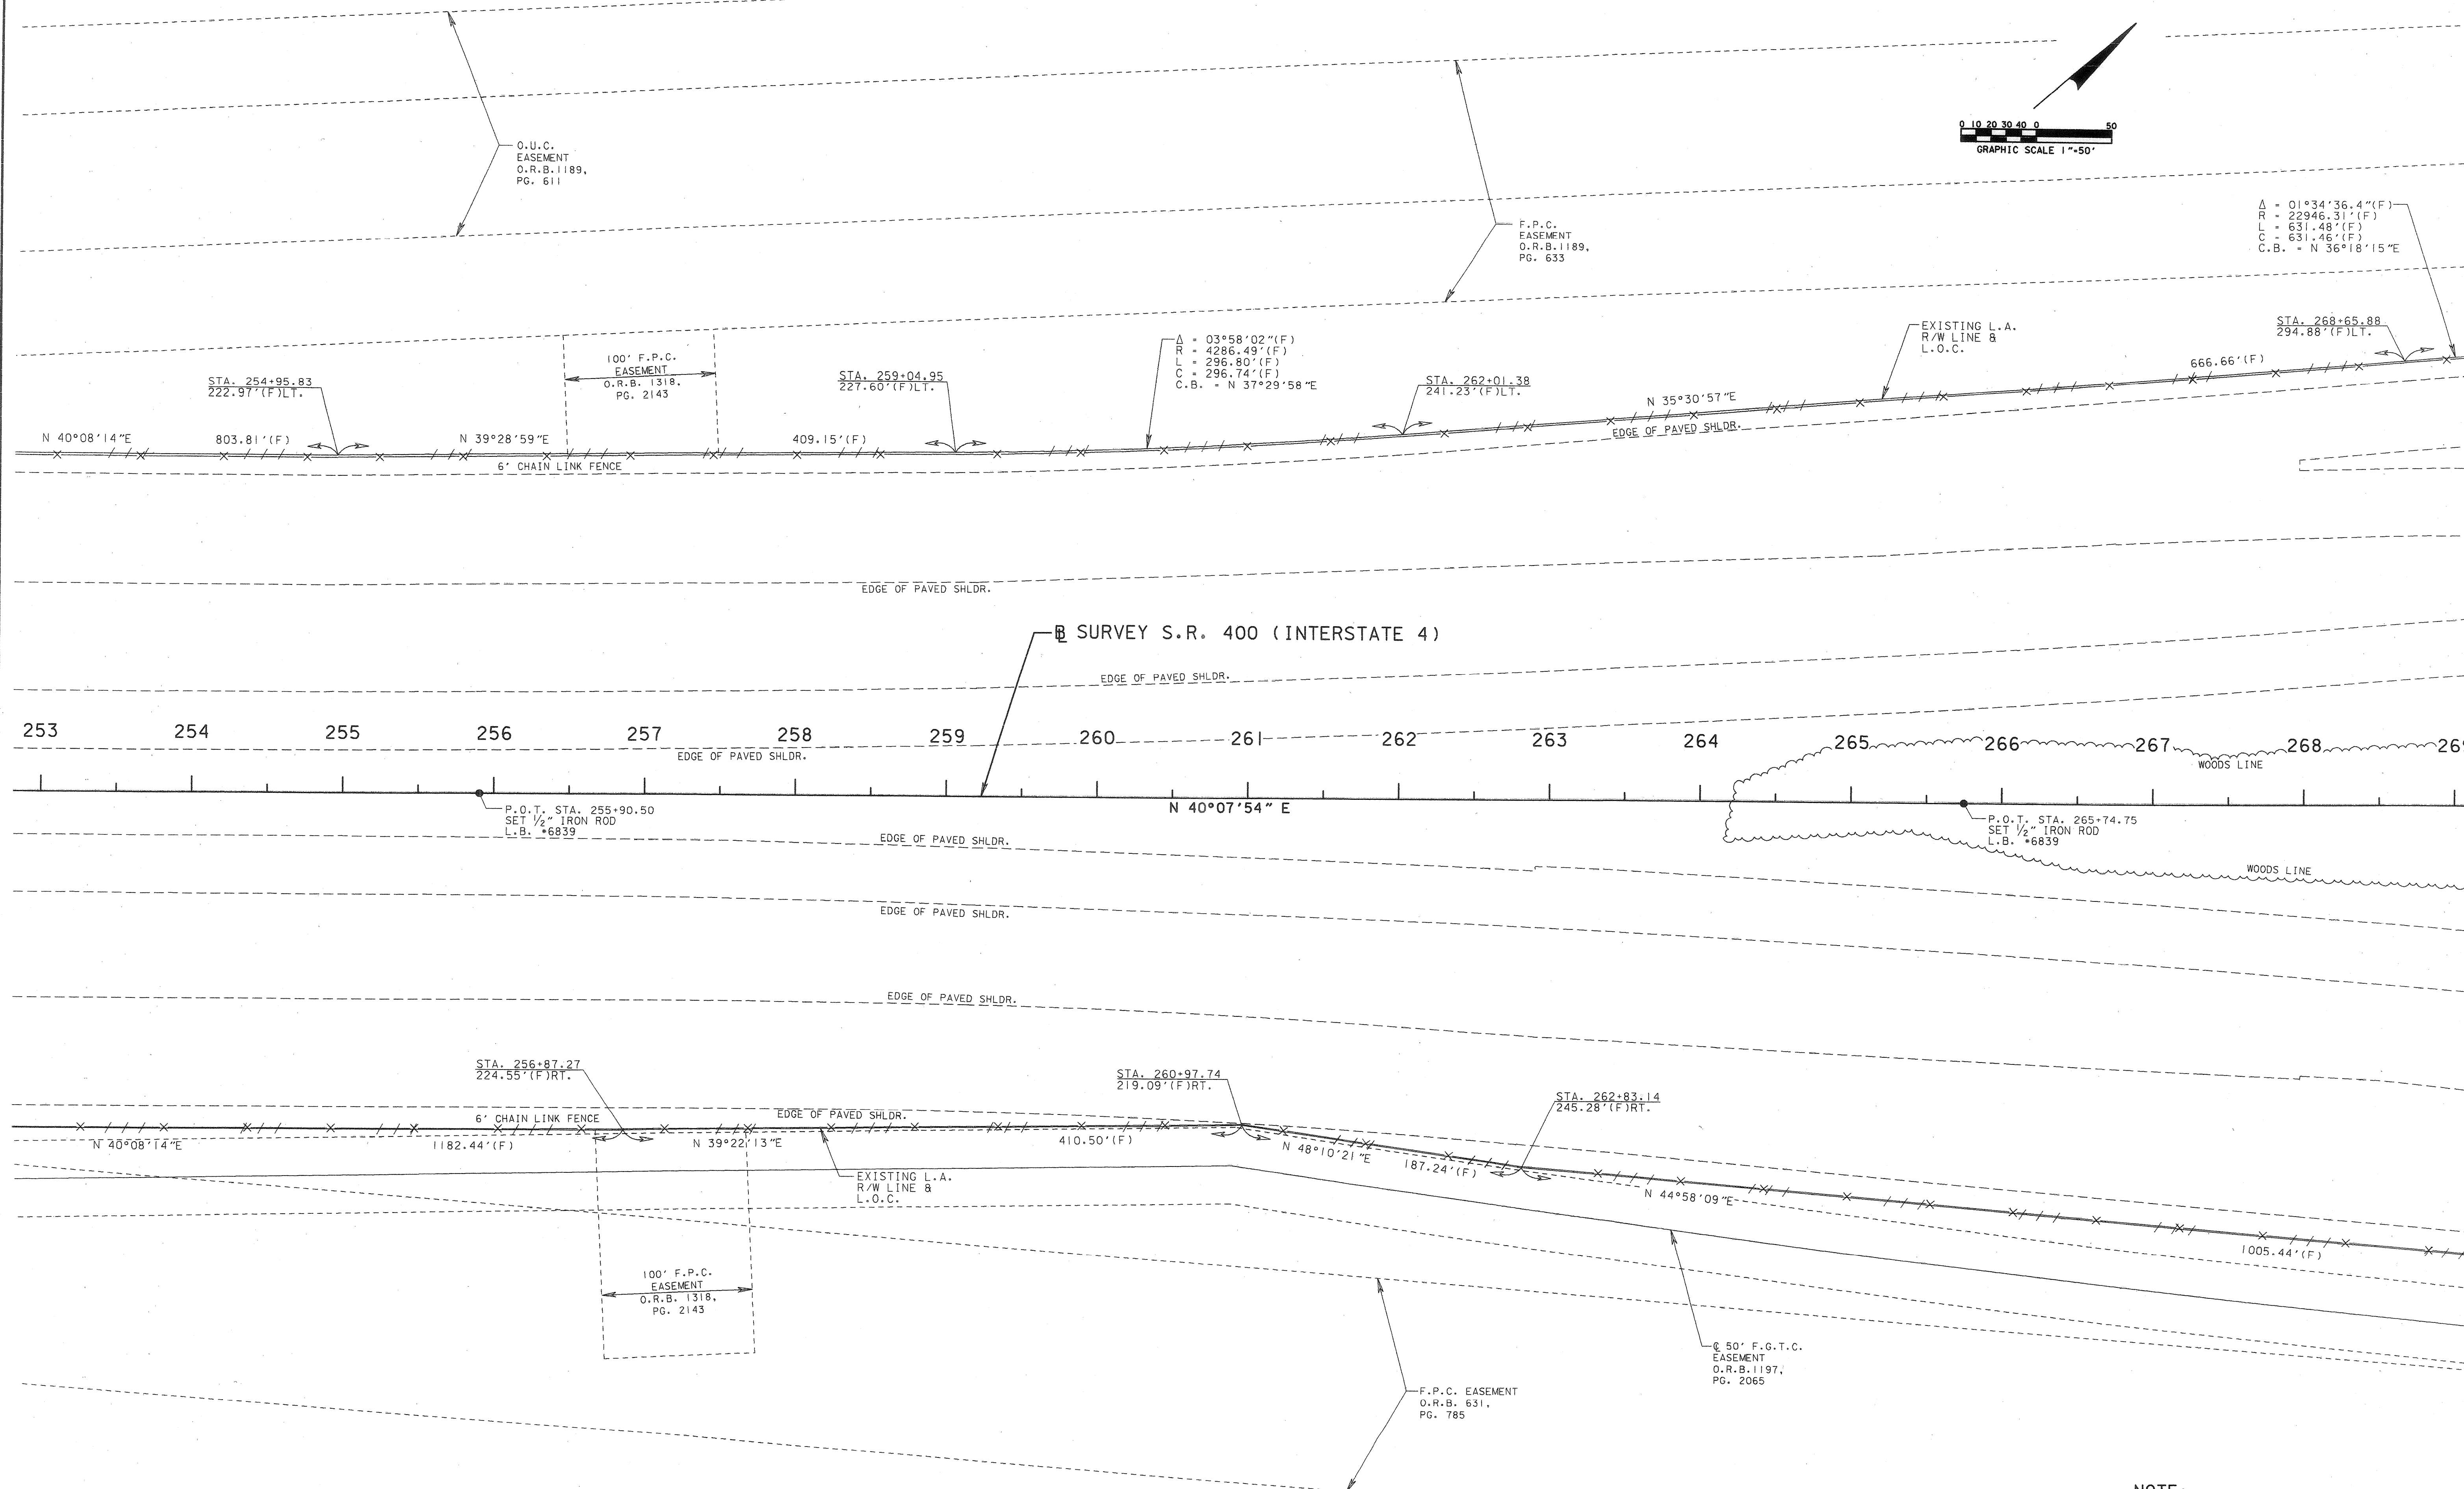 O.U.C.
EASEMENT
O.R.B.1189,
PG. 611
F.P.C.
EASEMENT
O.R.B.1189,
PG. 633
0 10 20 30 40 0 50
GRAPHIC SCALE 1"=50'
Δ = 01°34'36.4"(F)
R = 22946.31'(F)
L = 631.48'(F)
C = 631.46'(F)
C.B. = N 36°18'15"E
STA. 254+95.83
222.97'(F)LT.
100' F.P.C.
EASEMENT
O.R.B. 1318,
PG. 2143
STA. 259+04.95
227.60'(F)LT.
Δ = 03°58'02"(F)
R = 4286.49'(F)
L = 296.80'(F)
C = 296.74'(F)
C.B. = N 37°29'58"E
STA. 262+01.38
241.23'(F)LT.
EXISTING L.A.
R/W LINE &
L.O.C.
STA. 268+65.88
294.88'(F)LT.
N 40°08'14"E
803.81'(F)
N 39°28'59"E
409.15'(F)
N 35°30'57"E
666.66'(F)
6' CHAIN LINK FENCE
EDGE OF PAVED SHLDR.
EDGE OF PAVED SHLDR.
℄ SURVEY S.R. 400 (INTERSTATE 4)
EDGE OF PAVED SHLDR.
253 254 255 256 257 258 259 260 261 262 263 264 265 266 267 268 269
EDGE OF PAVED SHLDR.
WOODS LINE
P.O.T. STA. 255+90.50
SET 1/2" IRON ROD
L.B. #6839
N 40°07'54" E
P.O.T. STA. 265+74.75
SET 1/2" IRON ROD
L.B. #6839
EDGE OF PAVED SHLDR.
WOODS LINE
EDGE OF PAVED SHLDR.
EDGE OF PAVED SHLDR.
STA. 256+87.27
224.55'(F)RT.
STA. 260+97.74
219.09'(F)RT.
STA. 262+83.14
245.28'(F)RT.
6' CHAIN LINK FENCE
EDGE OF PAVED SHLDR.
N 40°08'14"E
1182.44'(F)
N 39°22'13"E
410.50'(F)
N 48°10'21"E
187.24'(F)
N 44°58'09"E
1005.44'(F)
EXISTING L.A.
R/W LINE &
L.O.C.
100' F.P.C.
EASEMENT
O.R.B. 1318,
PG. 2143
℄ 50' F.G.T.C.
EASEMENT
O.R.B.1197,
PG. 2065
F.P.C. EASEMENT
O.R.B. 631,
PG. 785
NOTE: